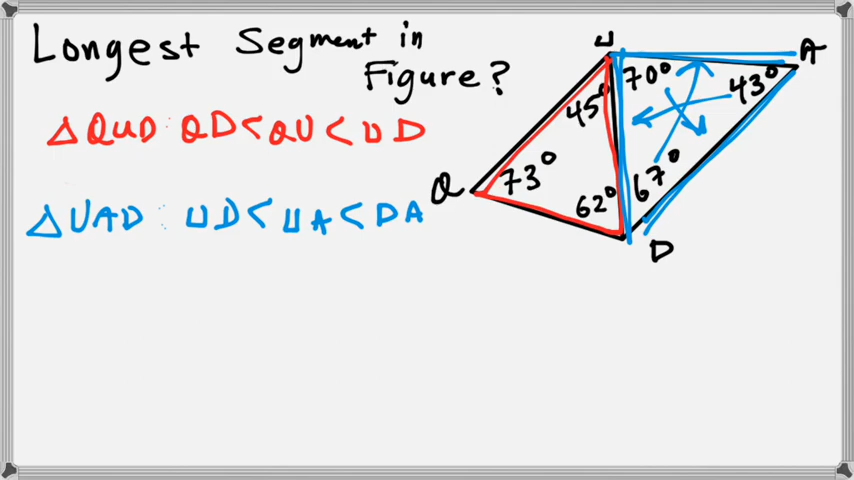 Longest Segment in
Figure?
△QUD: QD<QU<UD
△UAD: UD<UA<DA
U
A
70°
43°
45°
Q
73°
62°
67°
D